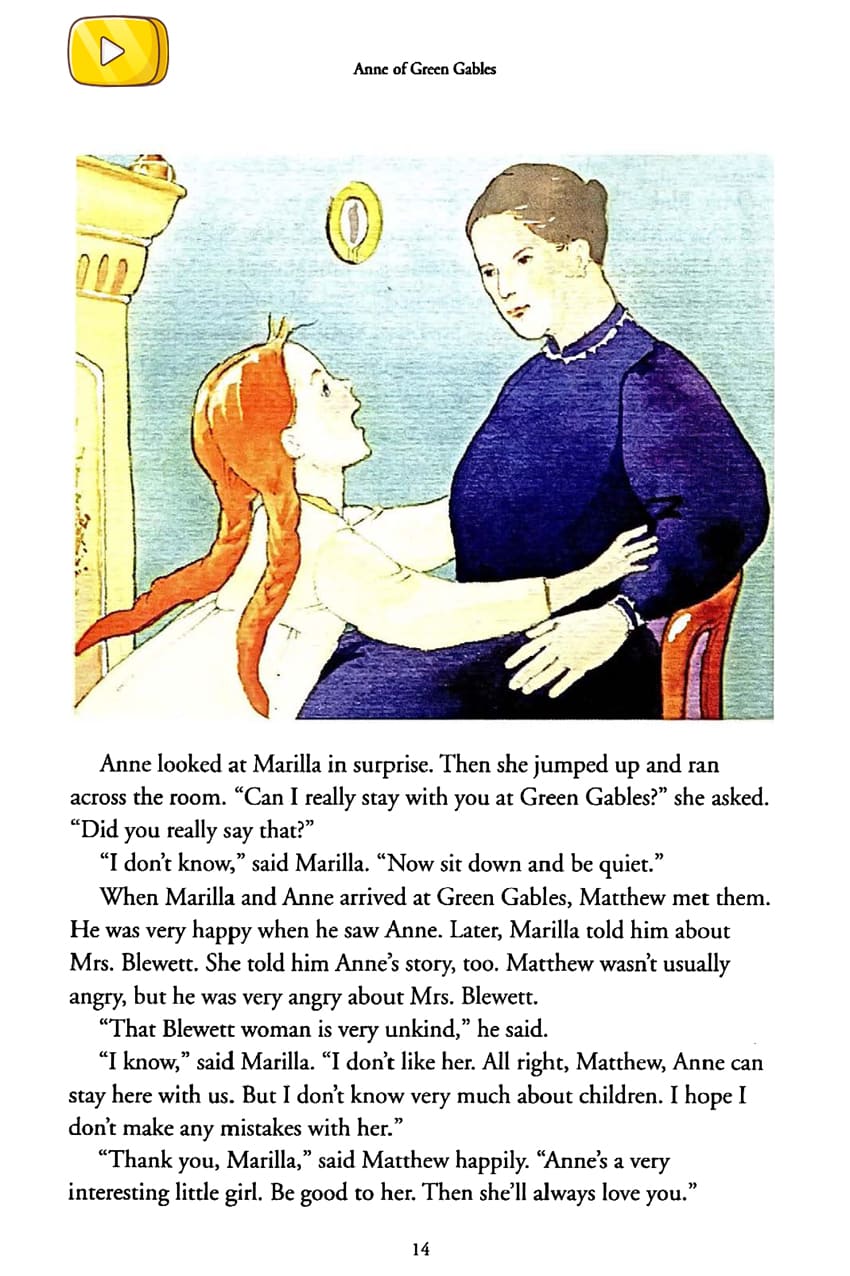 Anne of Green Gables
Anne looked at Marilla in surprise. Then she jumped up and ran
across the room. “Can I really stay with you at Green Gables?” she asked.
“Did you really say that?”
“I don’t know,” said Marilla. “Now sit down and be quiet.”
When Marilla and Anne arrived at Green Gables, Matthew met them.
He was very happy when he saw Anne. Later, Marilla told him about
Mrs. Blewett. She told him Anne’s story, too. Matthew wasn’t usually
angry, but he was very angry about Mrs. Blewett.
“That Blewett woman is very unkind,” he said.
“I know,” said Marilla. “I don’t like her. All right, Matthew, Anne can
stay here with us. But I don’t know very much about children. I hope I
don’t make any mistakes with her.”
“Thank you, Marilla,” said Matthew happily. “Anne’s a very
interesting little girl. Be good to her. Then she’ll always love you.”
14